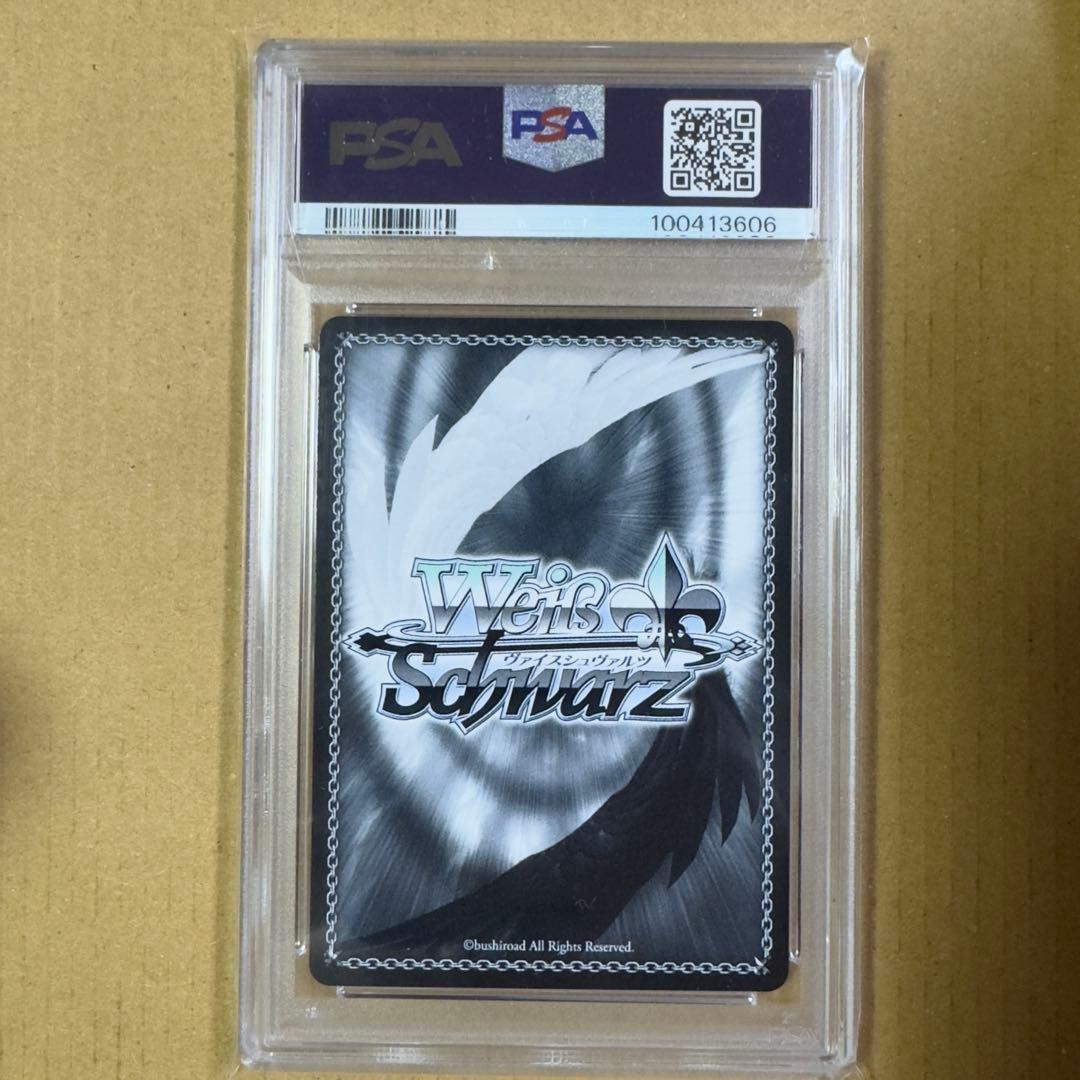 PSA
PSA
100413606
Weiß
ヴァイスシュヴァルツ
Schwarz
©bushiroad All Rights Reserved.